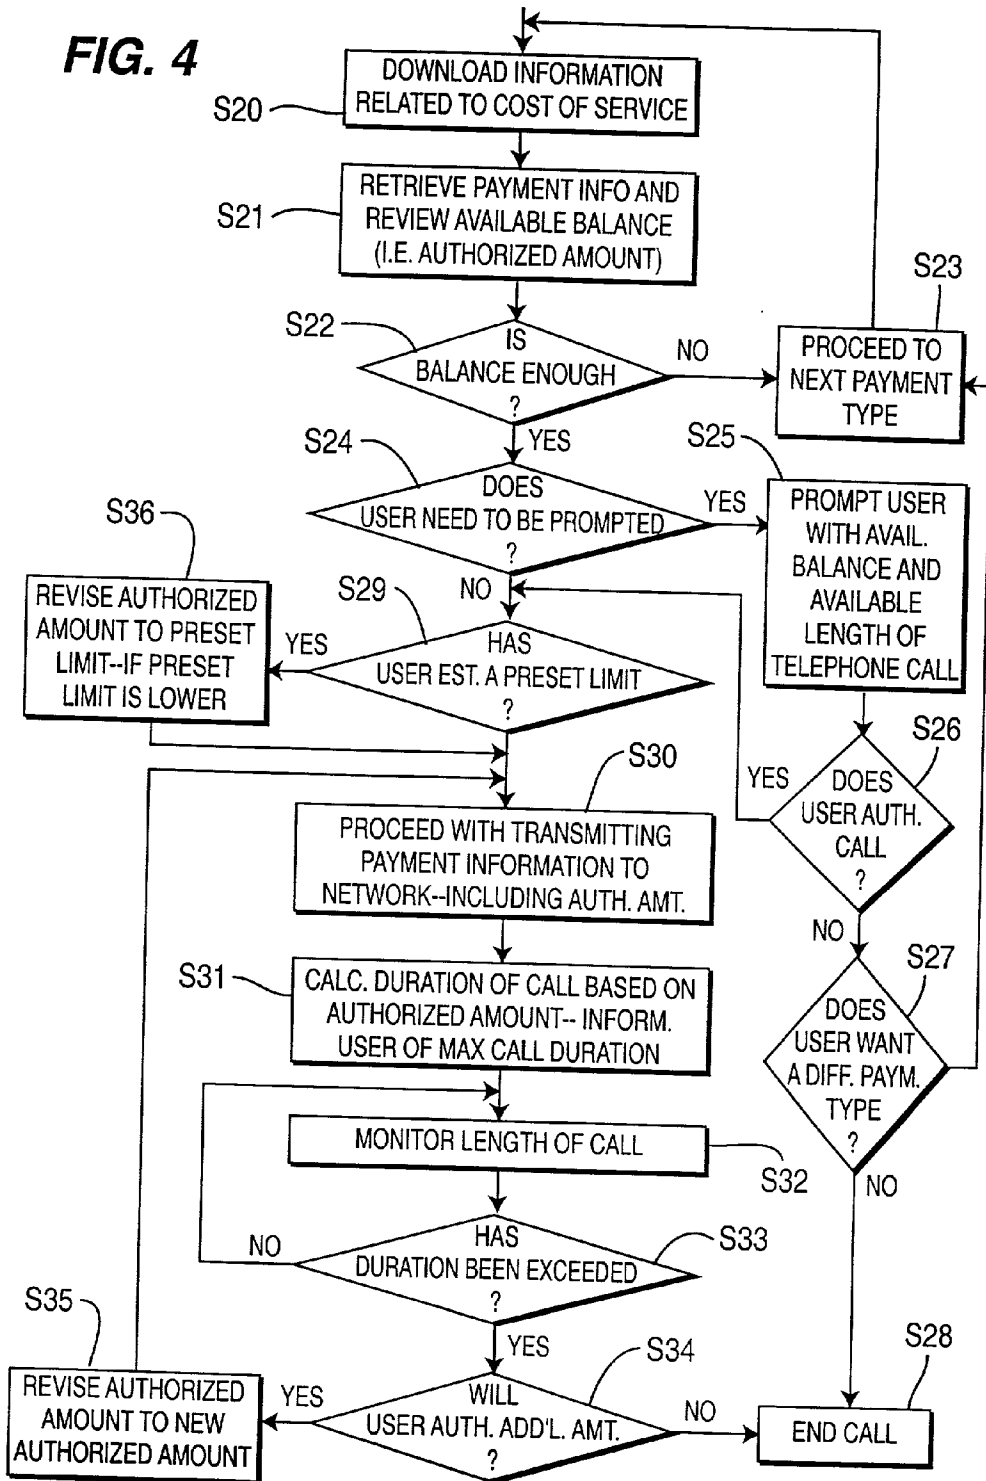 FIG. 4
DOWNLOAD INFORMATION
RELATED TO COST OF SERVICE
S20
RETRIEVE PAYMENT INFO AND
REVIEW AVAILABLE BALANCE
(I.E. AUTHORIZED AMOUNT)
S21
S22
IS
BALANCE ENOUGH
?
NO
YES
S23
PROCEED TO
NEXT PAYMENT
TYPE
S24
DOES
USER NEED TO BE PROMPTED
?
YES
NO
S25
PROMPT USER
WITH AVAIL.
BALANCE AND
AVAILABLE
LENGTH OF
TELEPHONE CALL
S36
REVISE AUTHORIZED
AMOUNT TO PRESET
LIMIT--IF PRESET
LIMIT IS LOWER
YES
S29
HAS
USER EST. A PRESET LIMIT
?
S26
YES
DOES
USER AUTH.
CALL
?
NO
S30
PROCEED WITH TRANSMITTING
PAYMENT INFORMATION TO
NETWORK--INCLUDING AUTH. AMT.
S27
DOES
USER WANT
A DIFF. PAYM.
TYPE
?
NO
S31
CALC. DURATION OF CALL BASED ON
AUTHORIZED AMOUNT-- INFORM.
USER OF MAX CALL DURATION
MONITOR LENGTH OF CALL
S32
NO
HAS
DURATION BEEN EXCEEDED
?
S33
YES
S35
REVISE AUTHORIZED
AMOUNT TO NEW
AUTHORIZED AMOUNT
YES
WILL
USER AUTH. ADD'L. AMT.
?
S34
NO
S28
END CALL